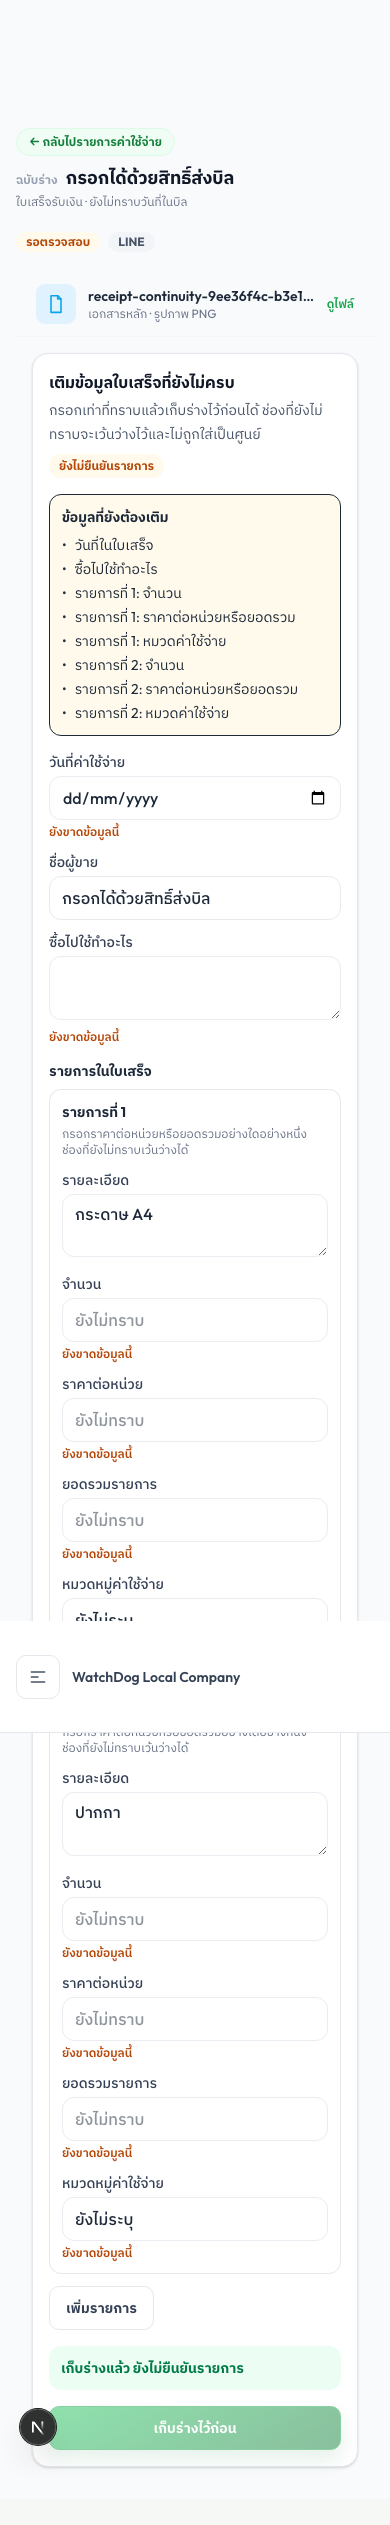 ← กลับไปรายการค่าใช้จ่าย
ฉบับร่าง กรอกได้ด้วยสิทธิ์ส่งบิล
ใบเสร็จรับเงิน · ยังไม่ทราบวันที่ในบิล
รอตรวจสอบ LINE
receipt-continuity-9ee36f4c-b3e1... ดูไฟล์
เอกสารหลัก · รูปภาพ PNG
เติมข้อมูลใบเสร็จที่ยังไม่ครบ
กรอกเท่าที่ทราบแล้วเก็บร่างไว้ก่อนได้ ช่องที่ยังไม่
ทราบจะเว้นว่างไว้และไม่ถูกใส่เป็นศูนย์
ยังไม่ยืนยันรายการ
ข้อมูลที่ยังต้องเติม
• วันที่ในใบเสร็จ
• ซื้อไปใช้ทำอะไร
• รายการที่ 1: จำนวน
• รายการที่ 1: ราคาต่อหน่วยหรือยอดรวม
• รายการที่ 1: หมวดค่าใช้จ่าย
• รายการที่ 2: จำนวน
• รายการที่ 2: ราคาต่อหน่วยหรือยอดรวม
• รายการที่ 2: หมวดค่าใช้จ่าย
วันที่ค่าใช้จ่าย
dd/mm/yyyy
ยังขาดข้อมูลนี้
ชื่อผู้ขาย
กรอกได้ด้วยสิทธิ์ส่งบิล
ซื้อไปใช้ทำอะไร
ยังขาดข้อมูลนี้
รายการในใบเสร็จ
รายการที่ 1
กรอกราคาต่อหน่วยหรือยอดรวมอย่างใดอย่างหนึ่ง
ช่องที่ยังไม่ทราบเว้นว่างได้
รายละเอียด
กระดาษ A4
จำนวน
ยังไม่ทราบ
ยังขาดข้อมูลนี้
ราคาต่อหน่วย
ยังไม่ทราบ
ยังขาดข้อมูลนี้
ยอดรวมรายการ
ยังไม่ทราบ
ยังขาดข้อมูลนี้
หมวดหมู่ค่าใช้จ่าย
ยังไม่ระบุ
WatchDog Local Company
ช่องที่ยังไม่ทราบเว้นว่างได้
รายละเอียด
ปากกา
จำนวน
ยังไม่ทราบ
ยังขาดข้อมูลนี้
ราคาต่อหน่วย
ยังไม่ทราบ
ยังขาดข้อมูลนี้
ยอดรวมรายการ
ยังไม่ทราบ
ยังขาดข้อมูลนี้
หมวดหมู่ค่าใช้จ่าย
ยังไม่ระบุ
ยังขาดข้อมูลนี้
เพิ่มรายการ
เก็บร่างแล้ว ยังไม่ยืนยันรายการ
N
เก็บร่างไว้ก่อน